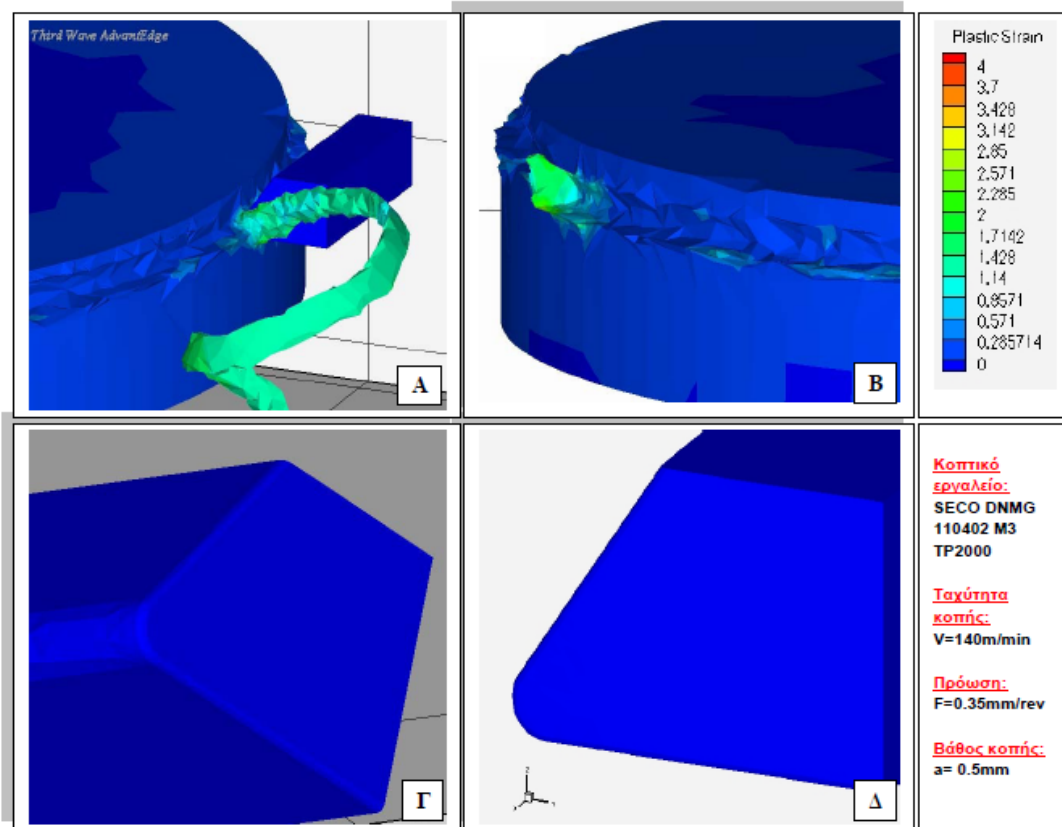 Third Wave AdvantEdge
A
B
Plastic Strain
4
3.7
3.428
3.142
2.85
2.571
2.285
2
1.7142
1.428
1.14
0.8571
0.571
0.285714
0
Γ
Δ
Κοπτικό
εργαλείο:
SECO DNMG
110402 M3
TP2000
Ταχύτητα
κοπής:
V=140m/min
Πρόωση:
F=0.35mm/rev
Βάθος κοπής:
a= 0.5mm